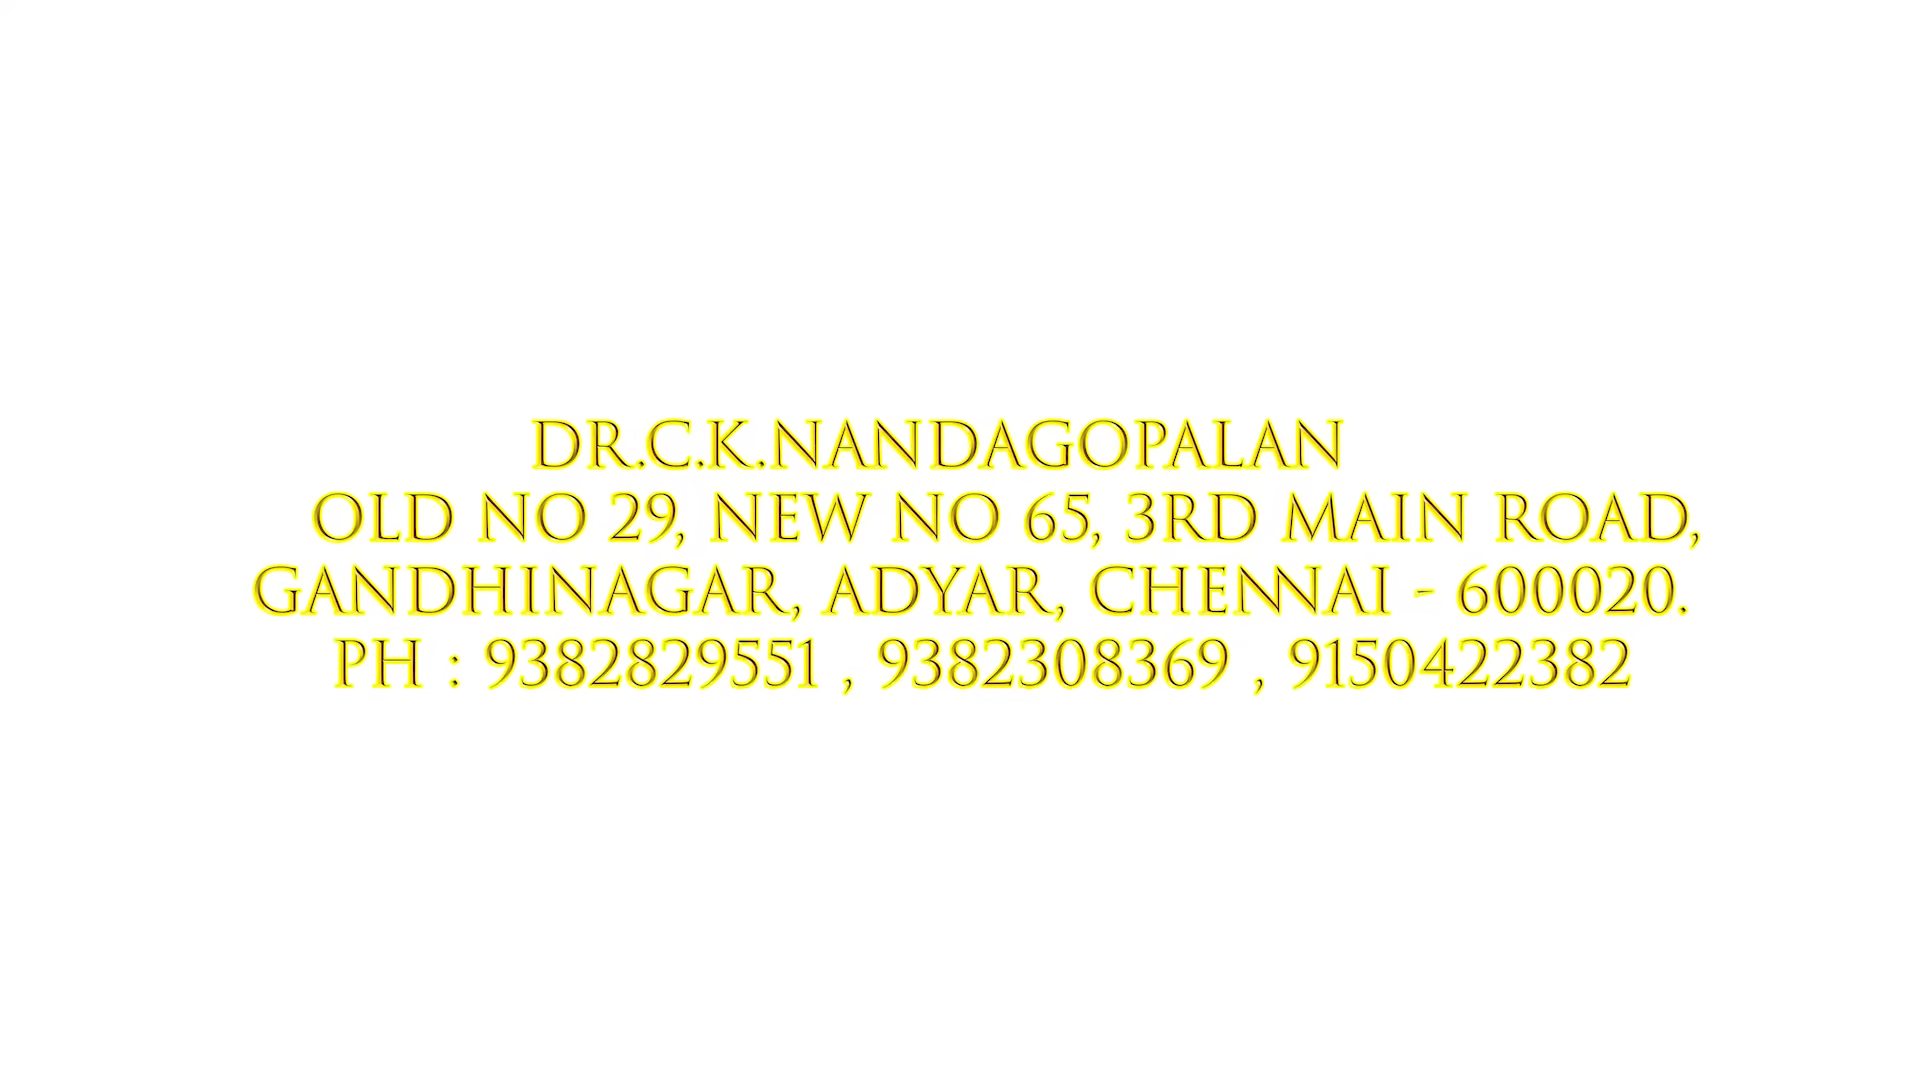 DR.C.K.NANDAGOPALAN
OLD NO 29, NEW NO 65, 3RD MAIN ROAD,
GANDHINAGAR, ADYAR, CHENNAI - 600020.
PH : 9382829551 , 9382308369 , 9150422382